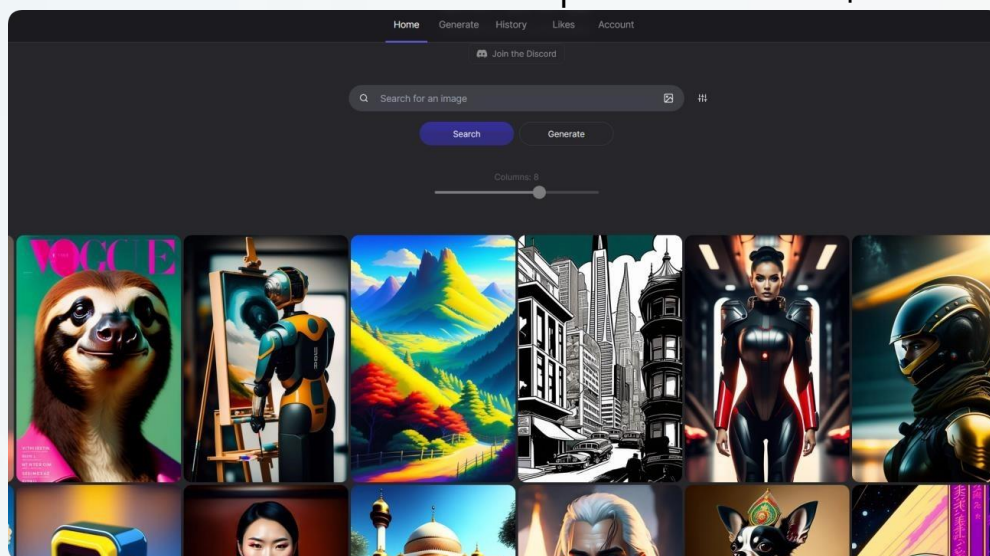 Home Generate History Likes Account
Join the Discord
Search for an image
Search Generate
Columns: 8
VOGUE